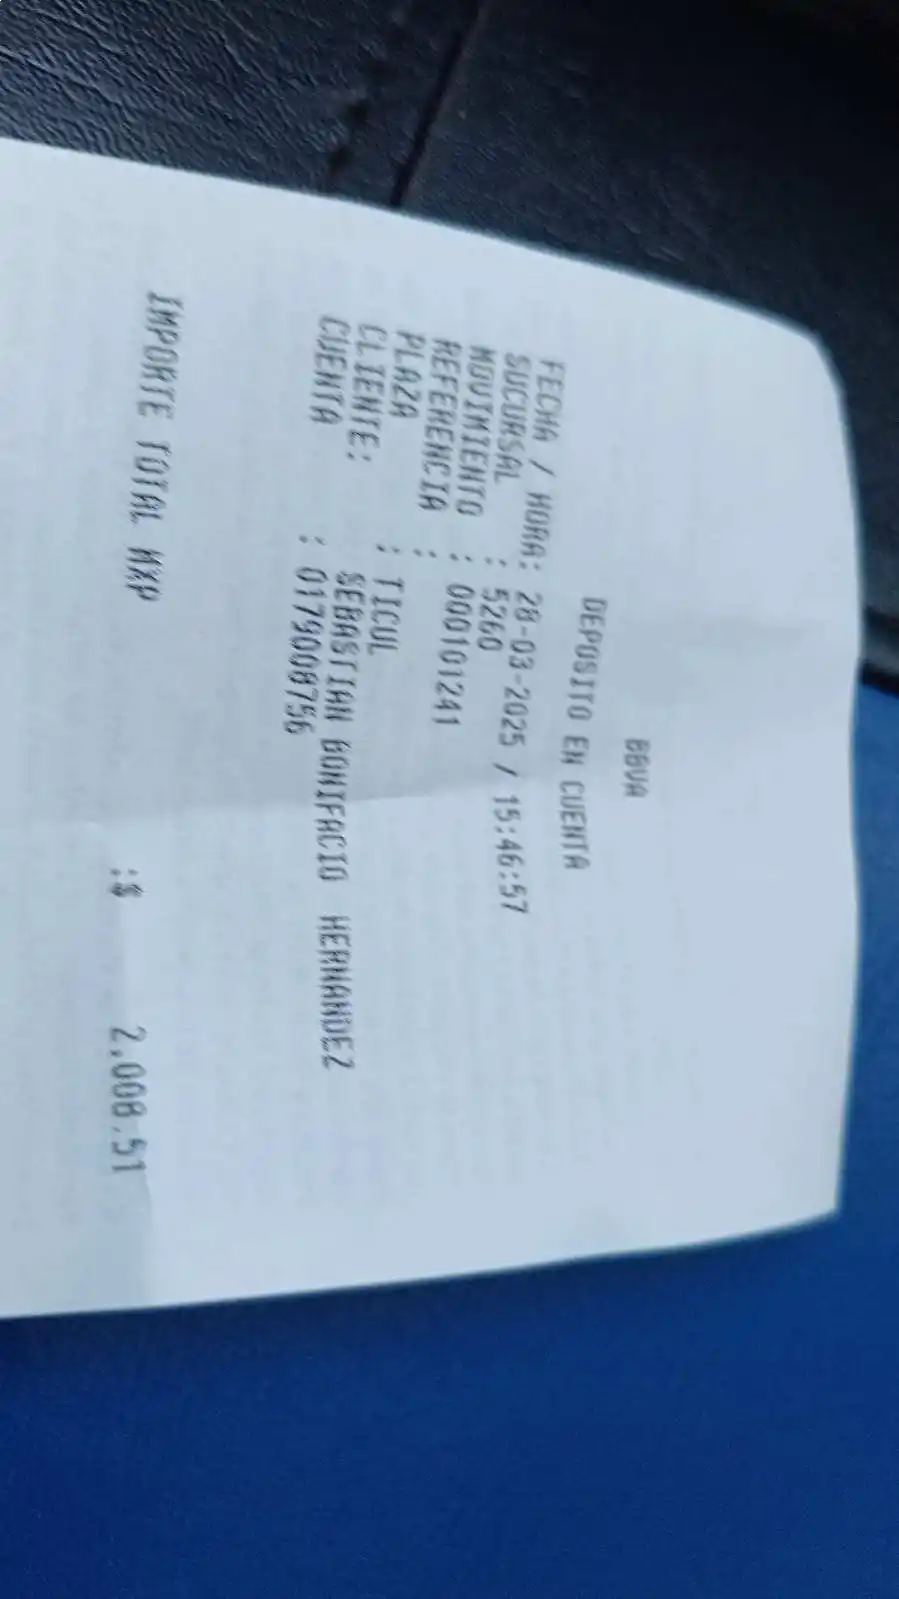 BBVA
DEPOSITO EN CUENTA
FECHA / HORA: 28-03-2025 / 15:46:57
SUCURSAL : 5260
MOVIMIENTO : 000101241
REFERENCIA :
PLAZA : TICUL
CLIENTE: SEBASTIAN BONIFACIO HERNANDEZ
CUENTA : 0179008756
IMPORTE TOTAL MXP :$ 2,008.51